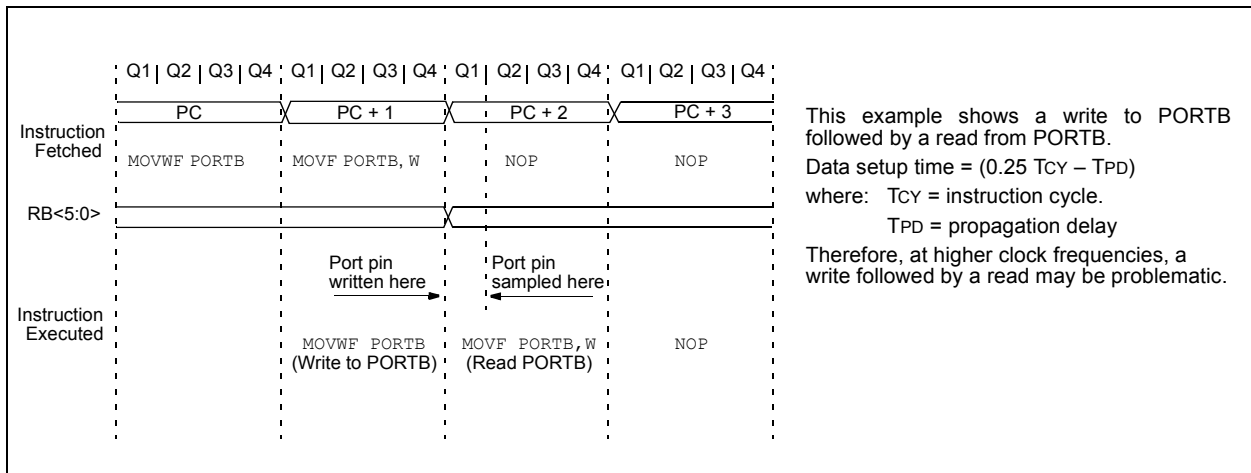 Q1 | Q2 | Q3 | Q4 Q1 | Q2 | Q3 | Q4 Q1 | Q2 | Q3 | Q4 Q1 | Q2 | Q3 | Q4
PC PC + 1 PC + 2 PC + 3
Instruction
Fetched
MOVWF PORTB MOVF PORTB, W NOP NOP
RB<5:0>
Port pin
written here
Port pin
sampled here
Instruction
Executed
MOVWF PORTB
(Write to PORTB)
MOVF PORTB,W
(Read PORTB)
NOP
This example shows a write to PORTB
followed by a read from PORTB.
Data setup time = (0.25 TCY – TPD)
where: TCY = instruction cycle.
TPD = propagation delay
Therefore, at higher clock frequencies, a
write followed by a read may be problematic.